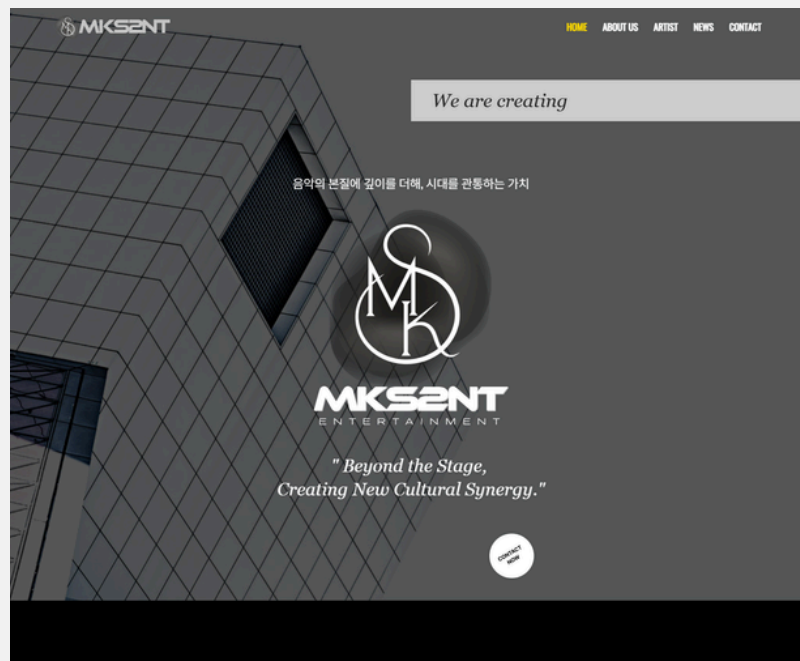 MKS2NT
HOME ABOUT US ARTIST NEWS CONTACT
We are creating
음악의 본질에 깊이를 더해, 시대를 관통하는 가치
MSK
MKS2NT
ENTERTAINMENT
" Beyond the Stage,
Creating New Cultural Synergy."
CONTACT
NOW